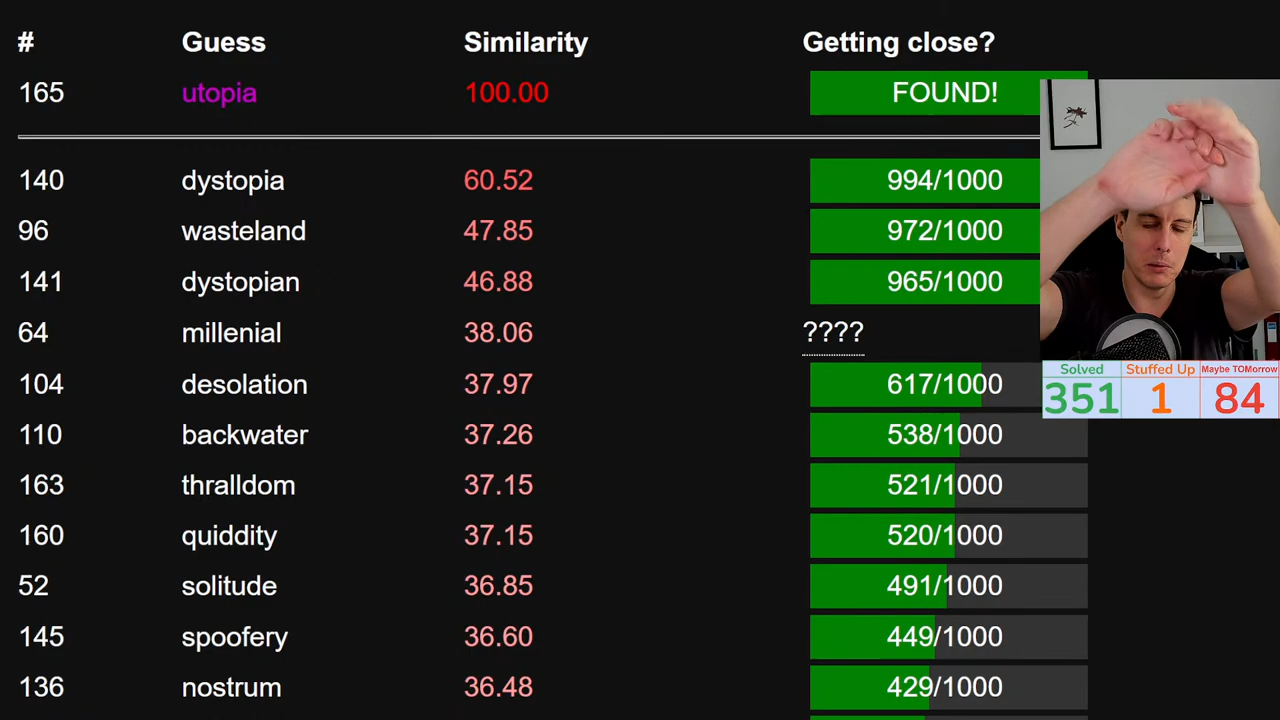 # Guess Similarity Getting close?
165 utopia 100.00 FOUND!
140 dystopia 60.52 994/1000
96 wasteland 47.85 972/1000
141 dystopian 46.88 965/1000
64 millenial 38.06 ????
104 desolation 37.97 617/1000
110 backwater 37.26 538/1000
163 thralldom 37.15 521/1000
160 quiddity 37.15 520/1000
52 solitude 36.85 491/1000
145 spoofery 36.60 449/1000
136 nostrum 36.48 429/1000
Solved Stuffed Up Maybe TOMorrow
351 1 84